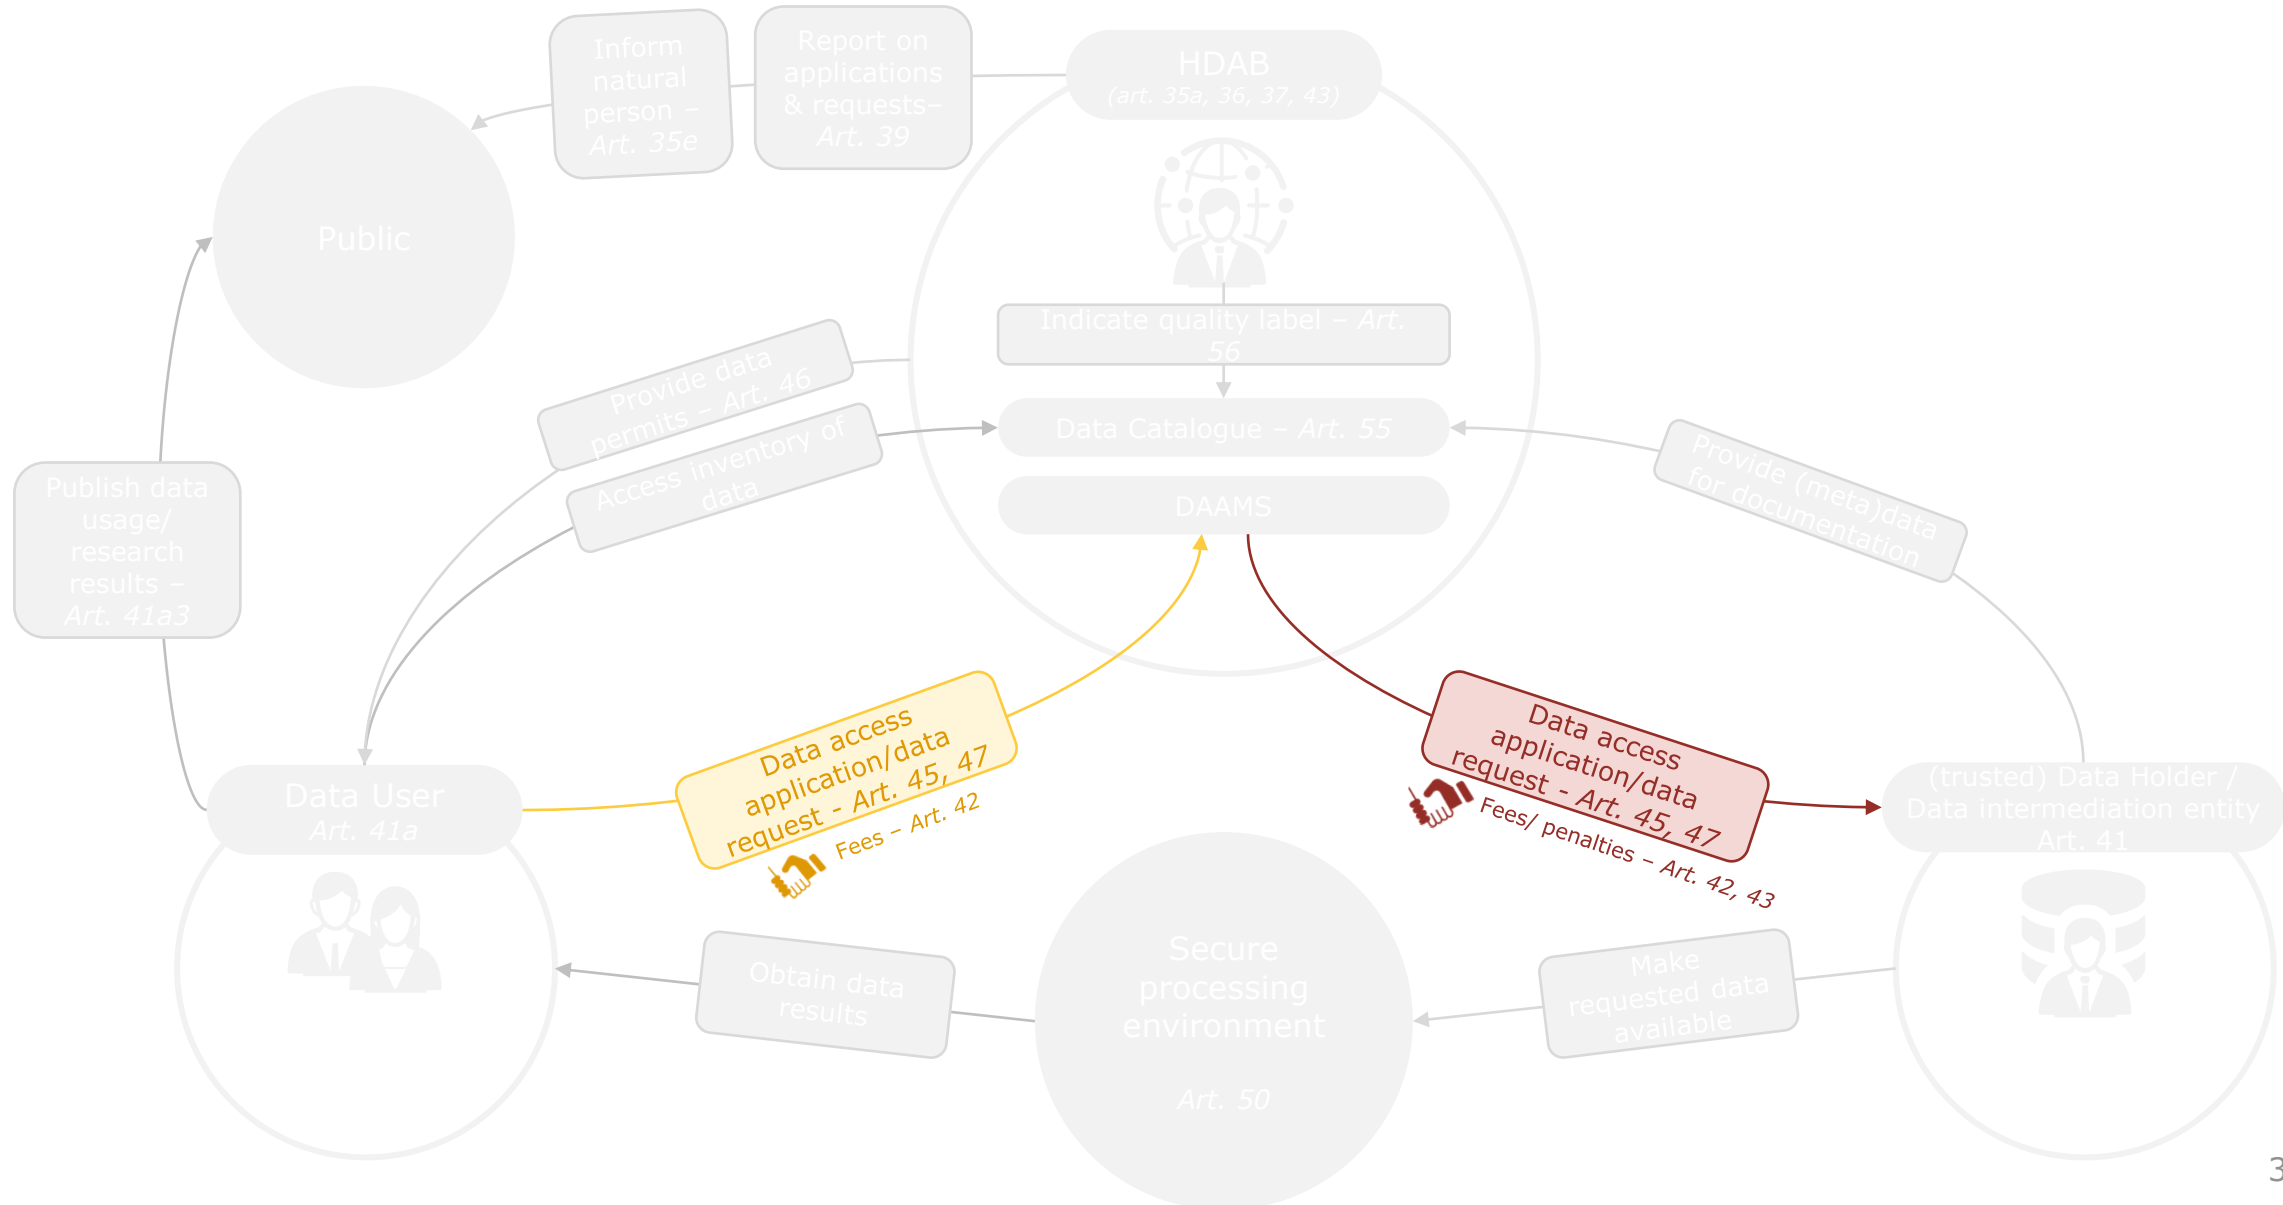 Inform
natural
person –
Art. 35e
Report on
applications
& requests–
Art. 39
HDAB
(art. 35a, 36, 37, 43)
Public
Indicate quality label – Art.
56
Provide data
permits – Art. 46
Access inventory of
data
Data Catalogue – Art. 55
DAAMS
Provide (meta)data
for documentation
Publish data
usage/
research
results –
Art. 41a3
Data access
application/data
request - Art. 45, 47
Fees – Art. 42
Data access
application/data
request - Art. 45, 47
Fees/ penalties – Art. 42, 43
Data User
Art. 41a
(trusted) Data Holder /
Data intermediation entity
Art. 41
Obtain data
results
Secure
processing
environment
Art. 50
Make
requested data
available
3